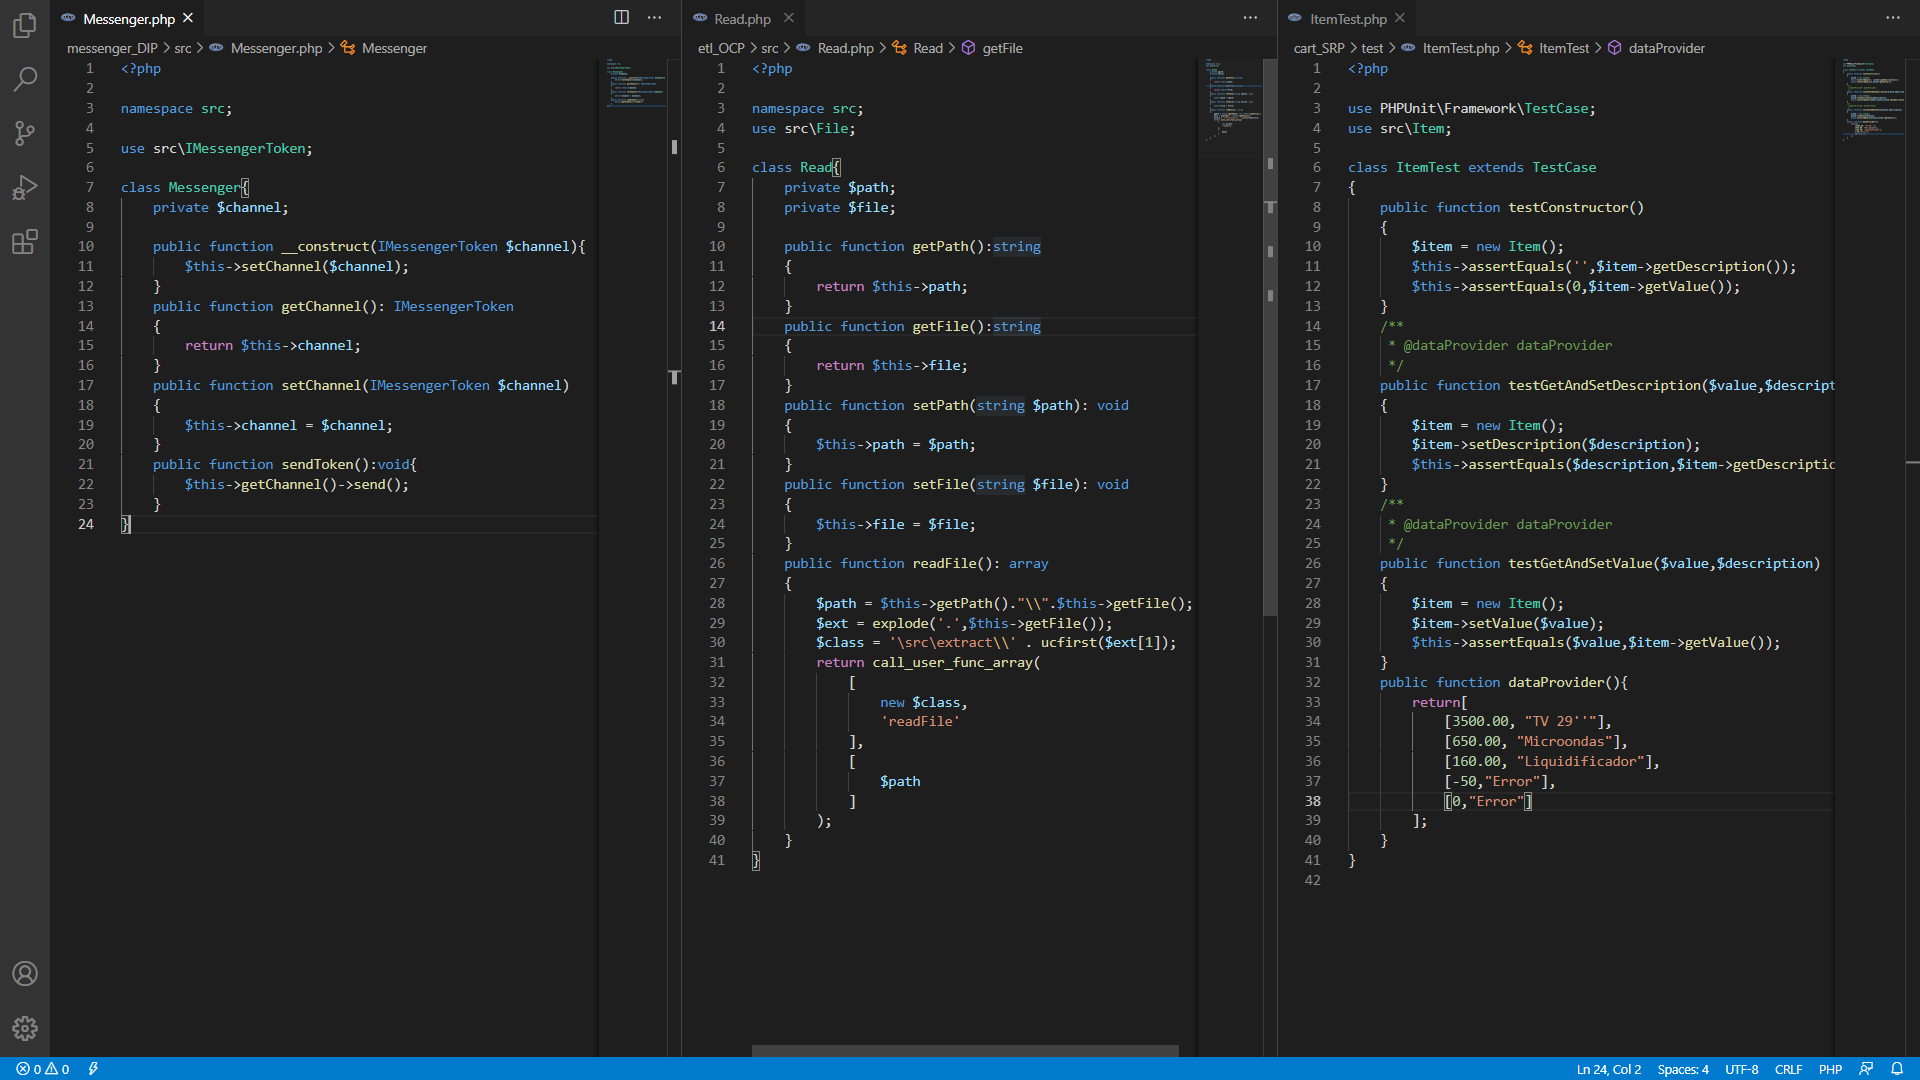 Messenger.php
messenger_DIP > src > Messenger.php > Messenger
1 <?php
2
3 namespace src;
4
5 use src\IMessengerToken;
6
7 class Messenger{
8     private $channel;
9
10     public function __construct(IMessengerToken $channel){
11         $this->setChannel($channel);
12     }
13     public function getChannel(): IMessengerToken
14     {
15         return $this->channel;
16     }
17     public function setChannel(IMessengerToken $channel)
18     {
19         $this->channel = $channel;
20     }
21     public function sendToken():void{
22         $this->getChannel()->send();
23     }
24 }
Read.php
etl_OCP > src > Read.php > Read > getFile
1 <?php
2
3 namespace src;
4 use src\File;
5
6 class Read{
7     private $path;
8     private $file;
9
10     public function getPath():string
11     {
12         return $this->path;
13     }
14     public function getFile():string
15     {
16         return $this->file;
17     }
18     public function setPath(string $path): void
19     {
20         $this->path = $path;
21     }
22     public function setFile(string $file): void
23     {
24         $this->file = $file;
25     }
26     public function readFile(): array
27     {
28         $path = $this->getPath()."\\".$this->getFile();
29         $ext = explode('.',$this->getFile());
30         $class = '\src\extract\\' . ucfirst($ext[1]);
31         return call_user_func_array(
32             [
33                 new $class,
34                 'readFile'
35             ],
36             [
37                 $path
38             ]
39         );
40     }
41 }
ItemTest.php
cart_SRP > test > ItemTest.php > ItemTest > dataProvider
1 <?php
2
3 use PHPUnit\Framework\TestCase;
4 use src\Item;
5
6 class ItemTest extends TestCase
7 {
8     public function testConstructor()
9     {
10         $item = new Item();
11         $this->assertEquals('',$item->getDescription());
12         $this->assertEquals(0,$item->getValue());
13     }
14     /**
15      * @dataProvider dataProvider
16      */
17     public function testGetAndSetDescription($value,$descript
18     {
19         $item = new Item();
20         $item->setDescription($description);
21         $this->assertEquals($description,$item->getDescriptio
22     }
23     /**
24      * @dataProvider dataProvider
25      */
26     public function testGetAndSetValue($value,$description)
27     {
28         $item = new Item();
29         $item->setValue($value);
30         $this->assertEquals($value,$item->getValue());
31     }
32     public function dataProvider(){
33         return[
34             [3500.00, "TV 29''"],
35             [650.00, "Microondas"],
36             [160.00, "Liquidificador"],
37             [-50,"Error"],
38             [0,"Error"]
39         ];
40     }
41 }
42
0 0 Ln 24, Col 2 Spaces: 4 UTF-8 CRLF PHP